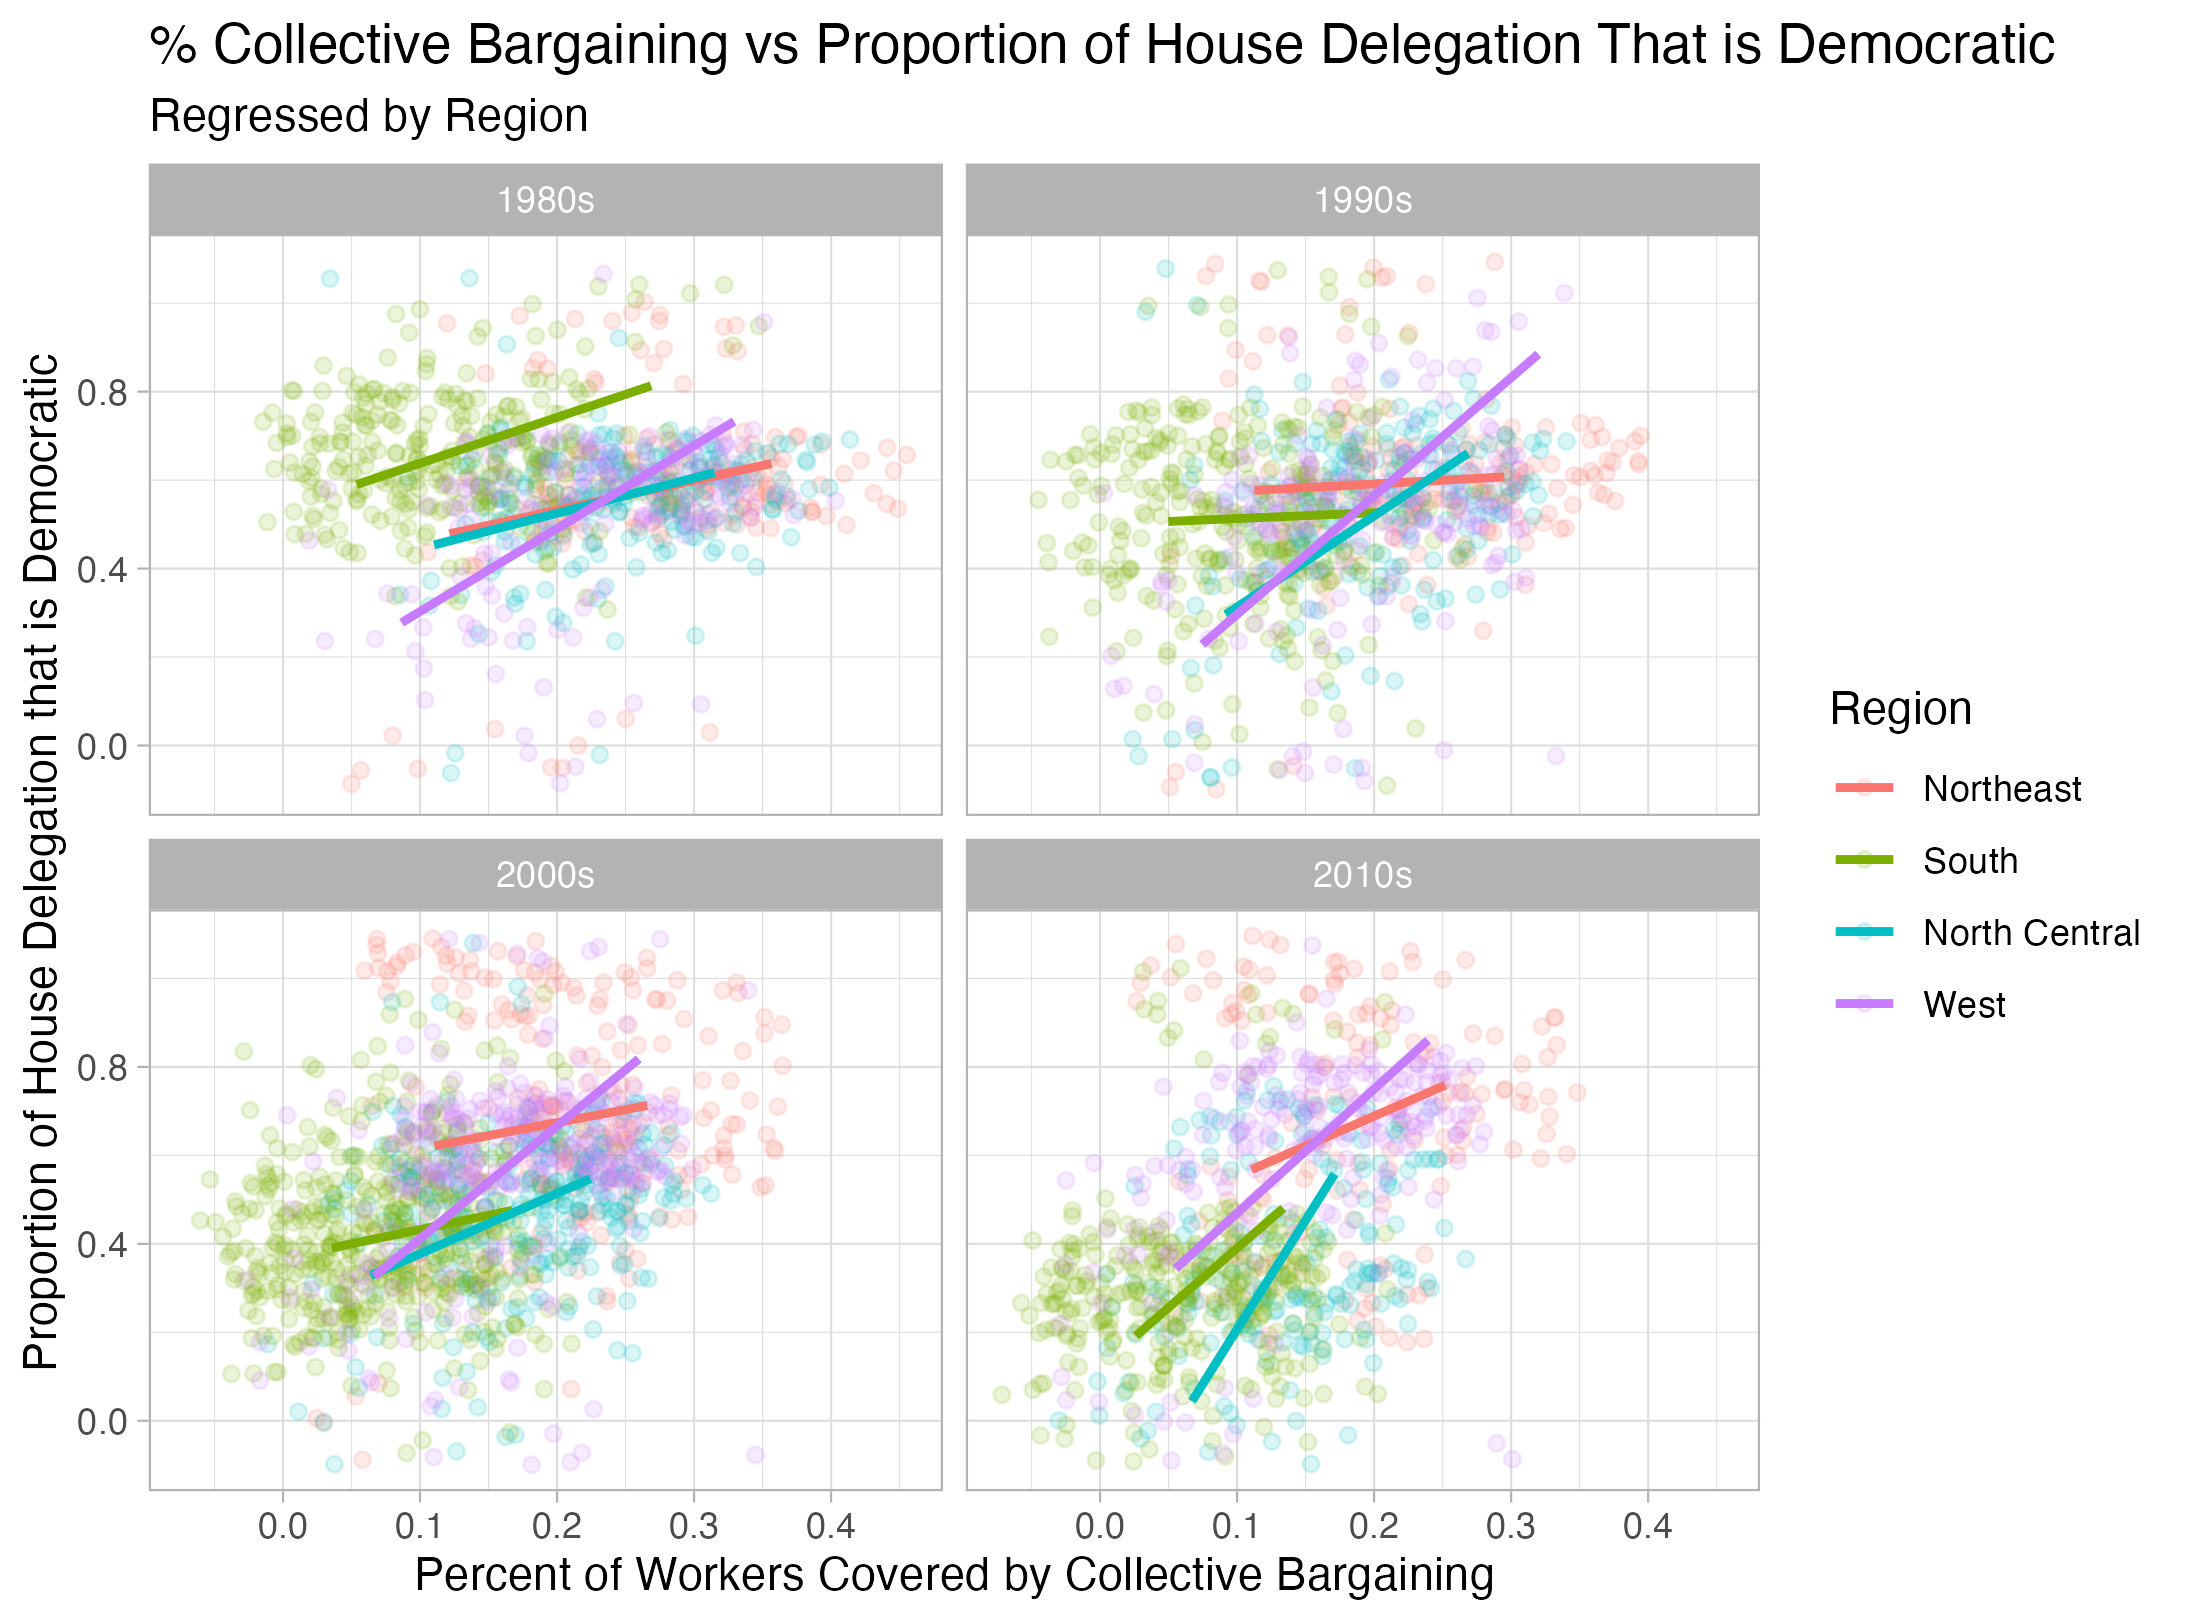 % Collective Bargaining vs Proportion of House Delegation That is Democratic
Regressed by Region
1980s
1990s
0.8
0.4
0.0
2000s
2010s
0.8
0.4
0.0
0.0 0.1 0.2 0.3 0.4
0.0 0.1 0.2 0.3 0.4
Percent of Workers Covered by Collective Bargaining
Proportion of House Delegation that is Democratic
Region
Northeast
South
North Central
West